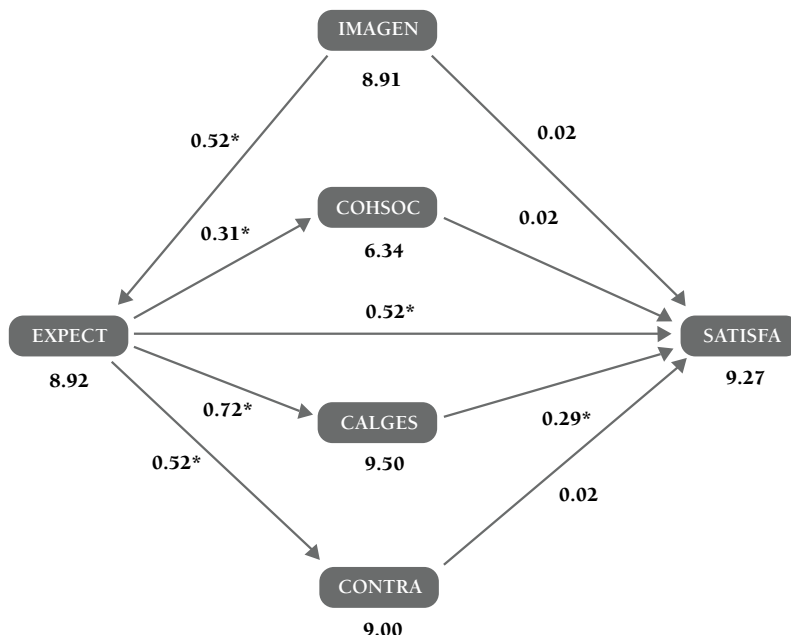 IMAGEN
8.91
0.52*
0.02
COHSOC
0.31*
0.02
6.34
0.52*
EXPECT
SATISFA
8.92
9.27
0.72*
CALGES
0.29*
0.52*
9.50
0.02
CONTRA
9.00